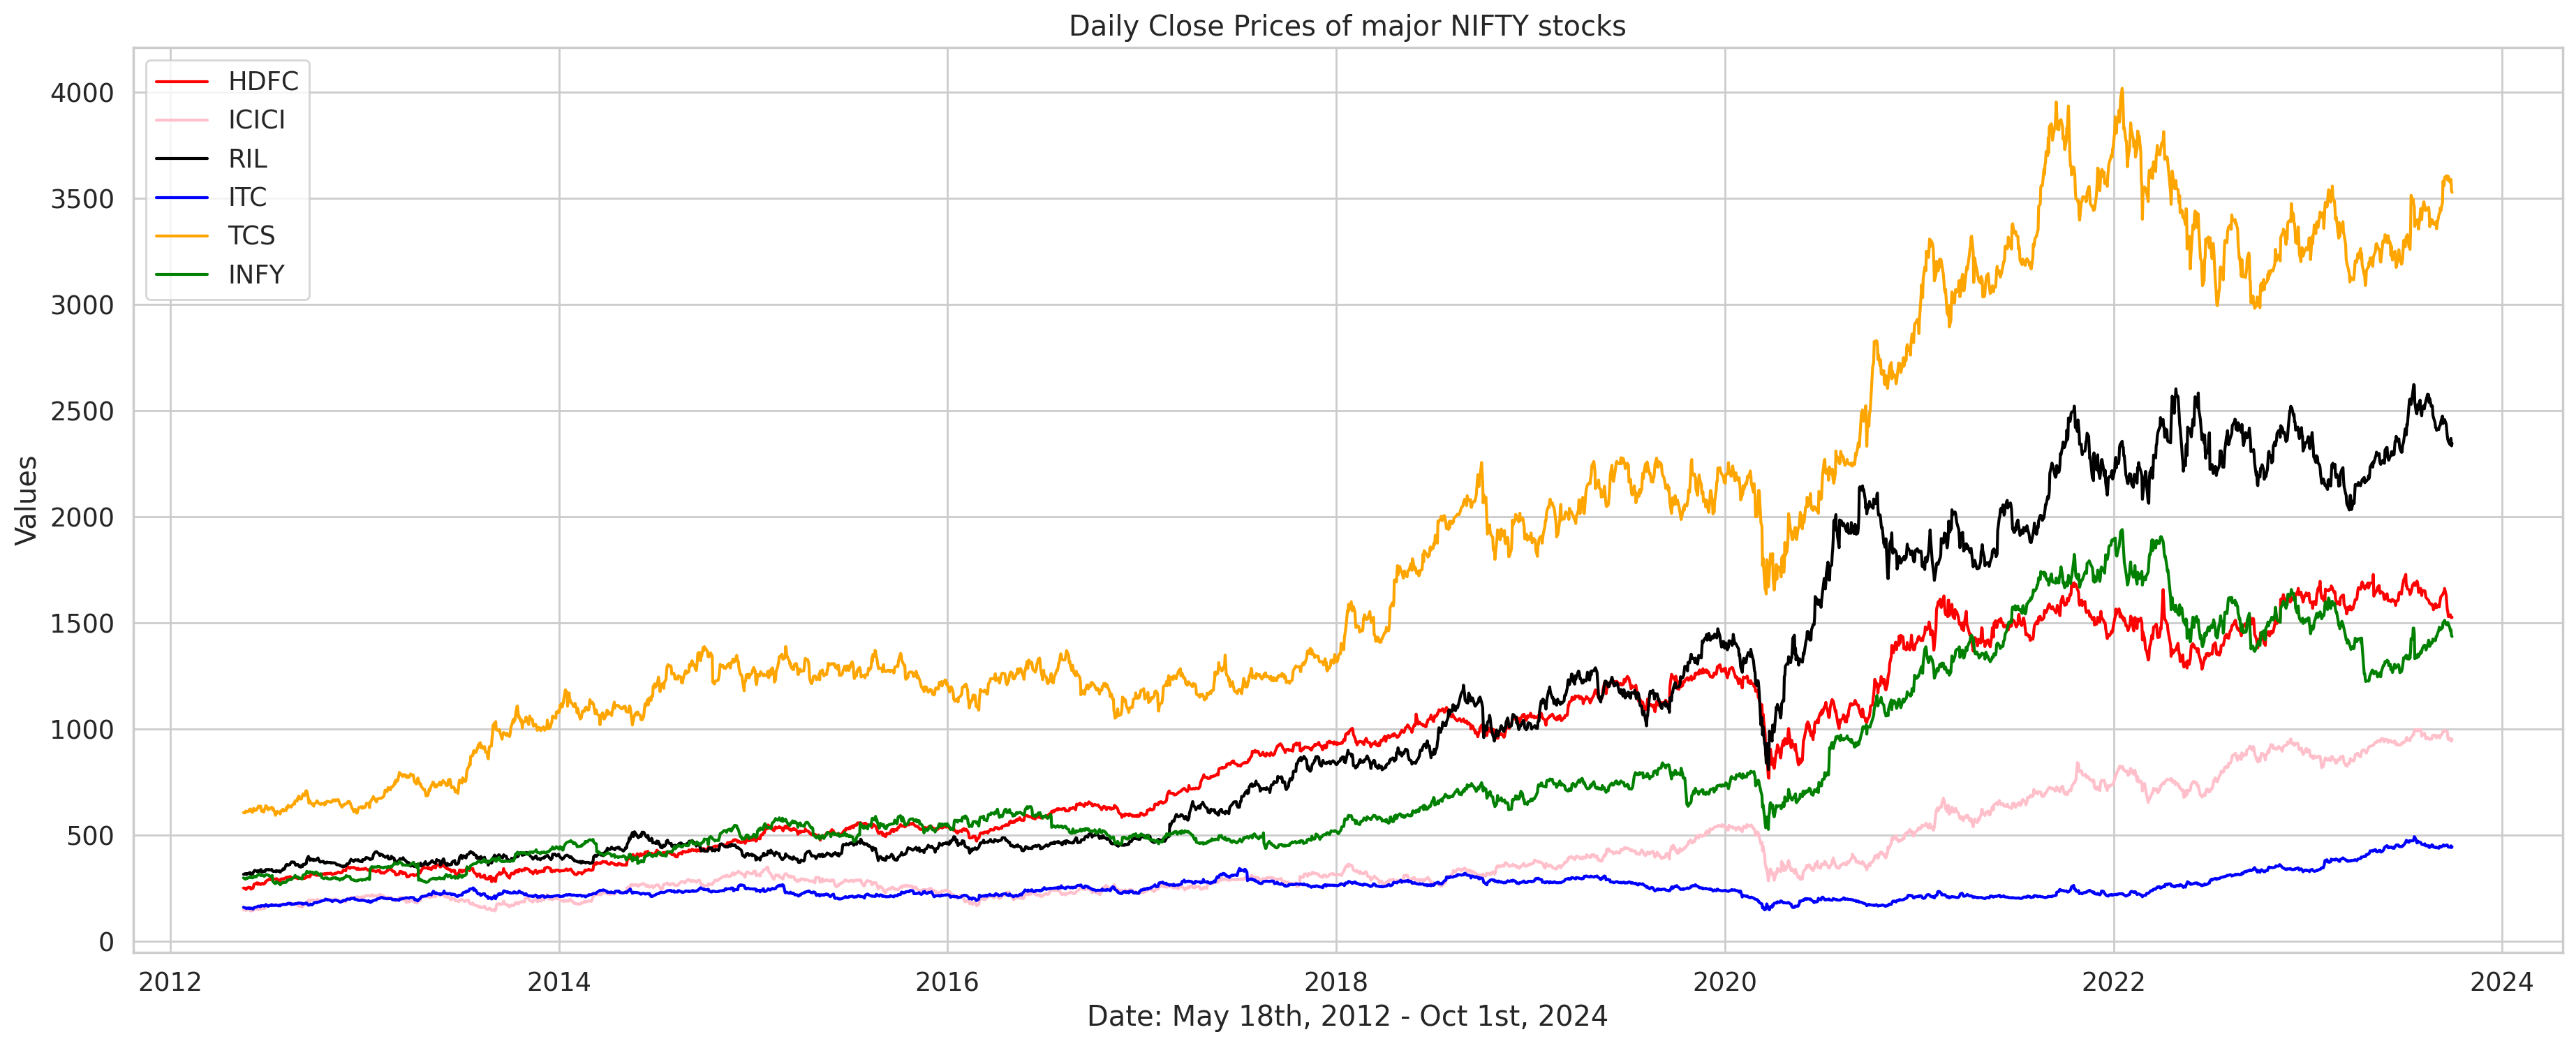 Daily Close Prices of major NIFTY stocks
HDFC
ICICI
RIL
ITC
TCS
INFY
Values
4000
3500
3000
2500
2000
1500
1000
500
0
2012 2014 2016 2018 2020 2022 2024
Date: May 18th, 2012 - Oct 1st, 2024